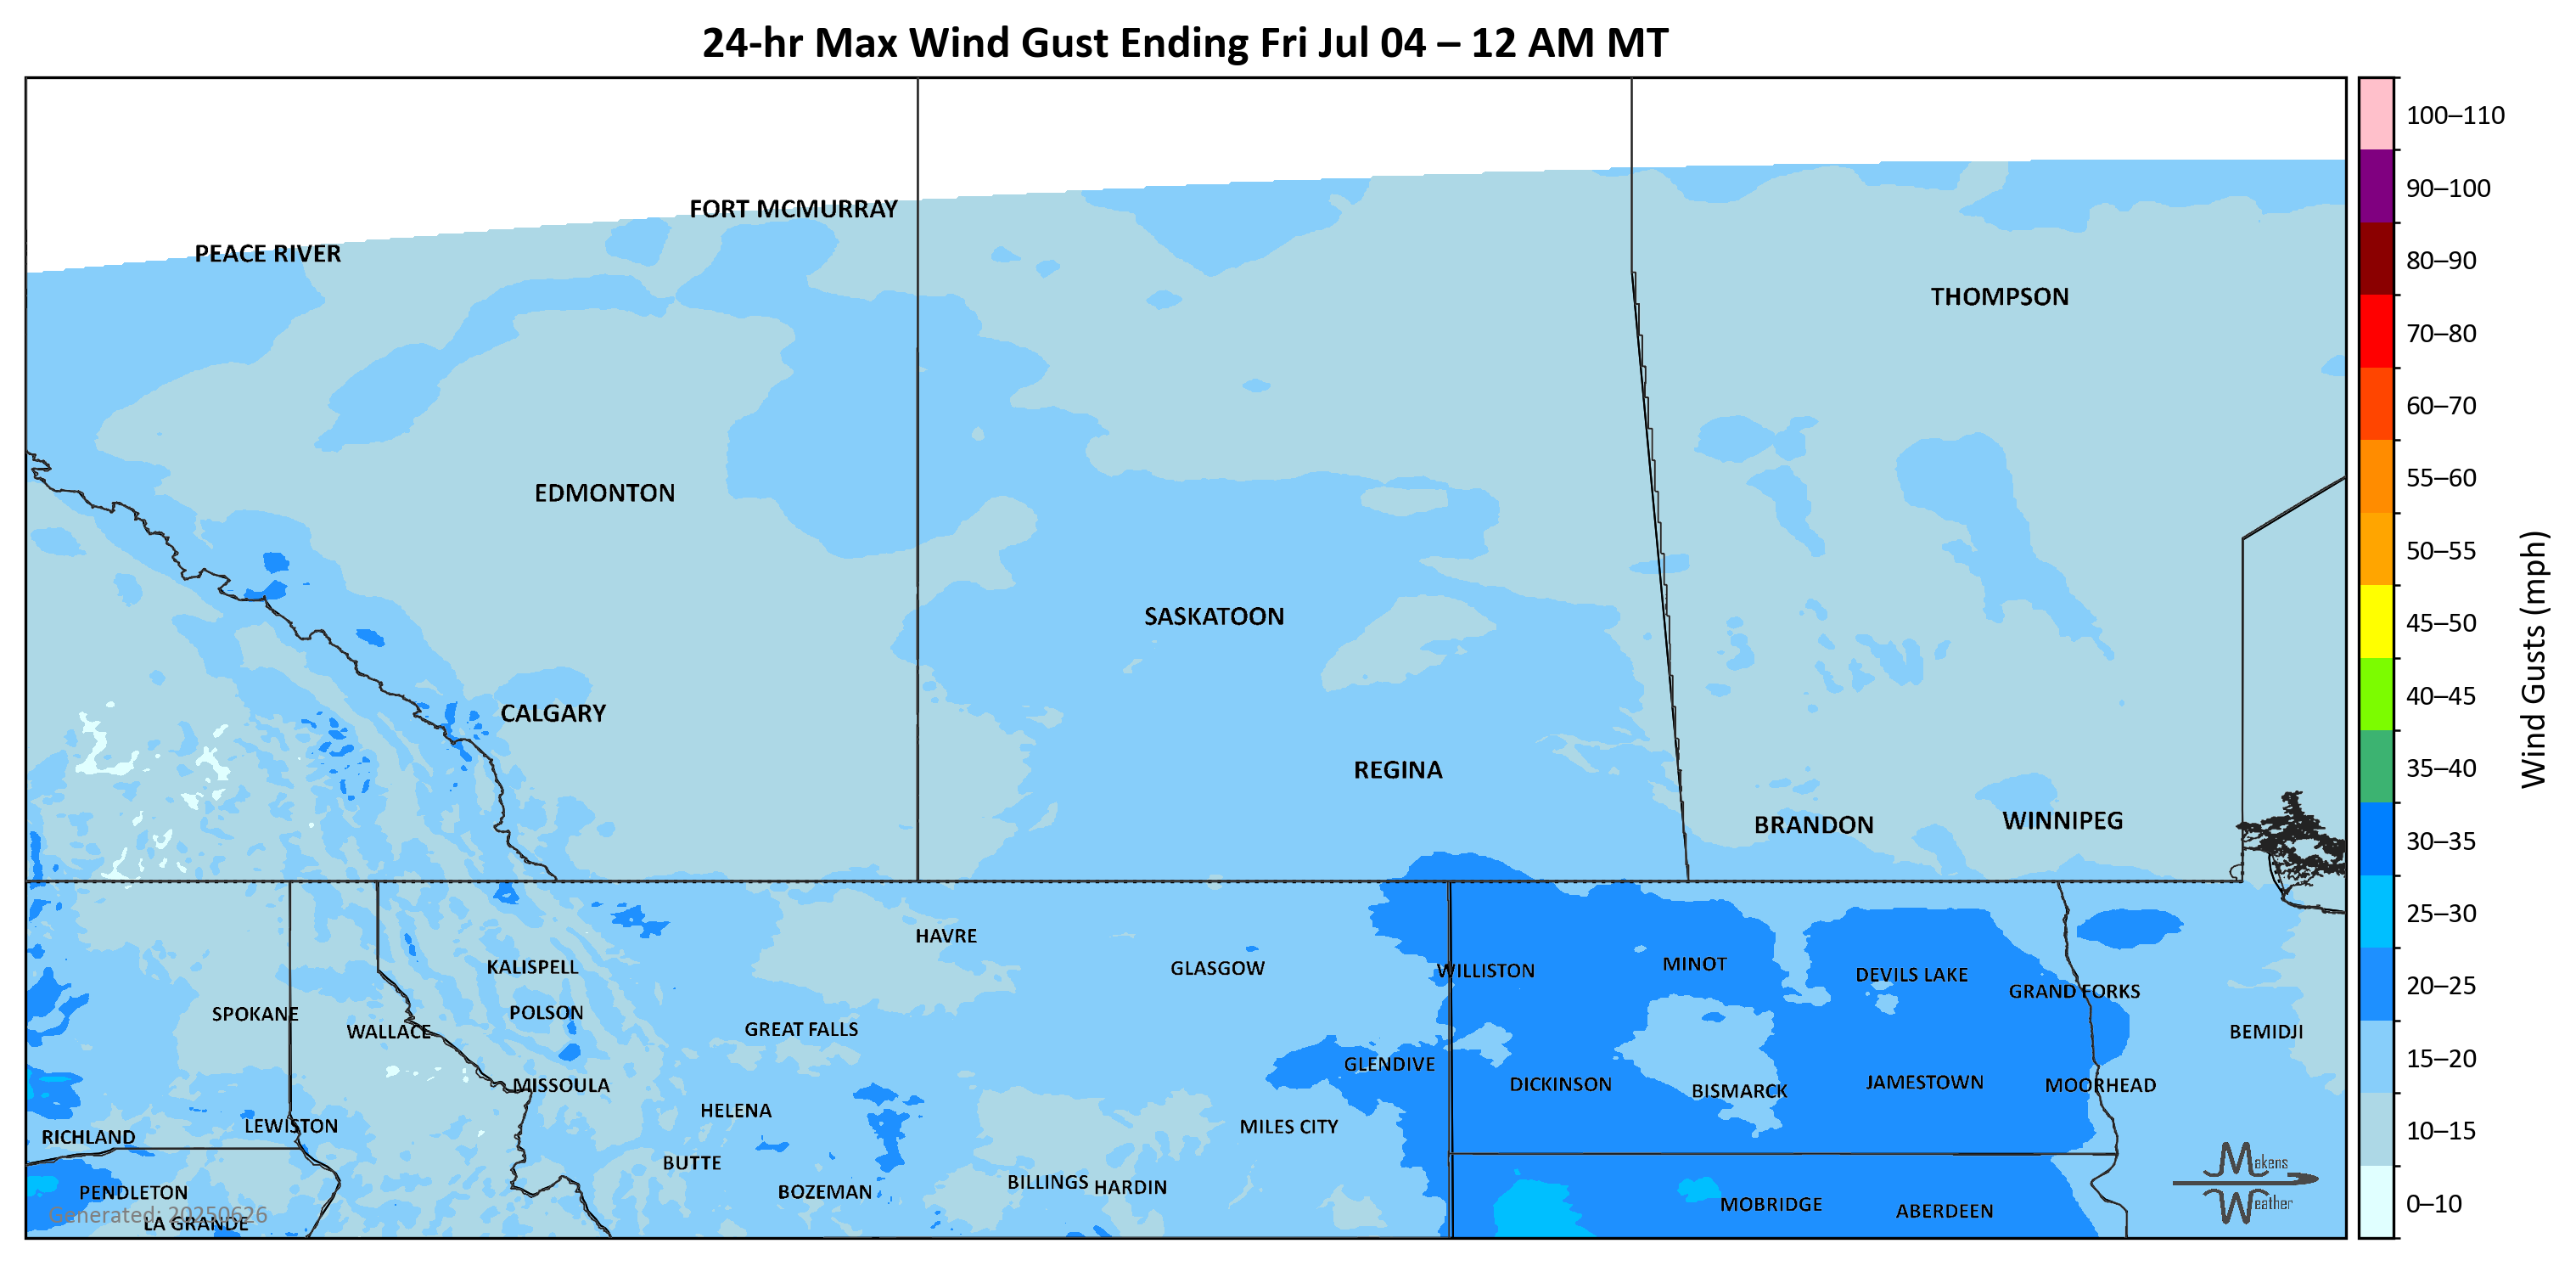 24-hr Max Wind Gust Ending Fri Jul 04 – 12 AM MT
FORT MCMURRAY
PEACE RIVER
THOMPSON
EDMONTON
SASKATOON
CALGARY
REGINA
BRANDON
WINNIPEG
HAVRE
KALISPELL
GLASGOW
WILLISTON
MINOT
DEVILS LAKE
GRAND FORKS
SPOKANE
POLSON
WALLACE
GREAT FALLS
BEMIDJI
GLENDIVE
MISSOULA
DICKINSON
BISMARCK
JAMESTOWN
MOORHEAD
HELENA
LEWISTON
MILES CITY
RICHLAND
BUTTE
PENDLETON
BOZEMAN
BILLINGS
HARDIN
MOBRIDGE
ABERDEEN
Generated: 20250626
LA GRANDE
Makens
Weather
100–110
90–100
80–90
70–80
60–70
55–60
50–55
45–50
40–45
35–40
30–35
25–30
20–25
15–20
10–15
0–10
Wind Gusts (mph)